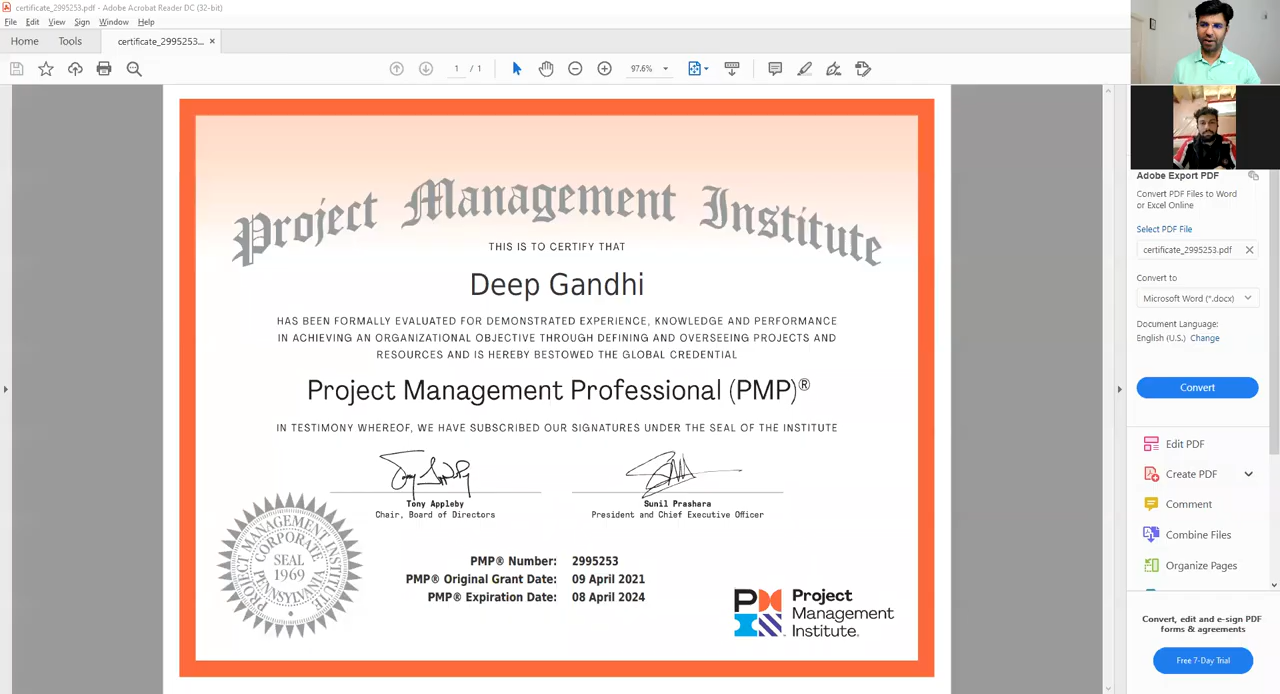 certificate_2995253.pdf - Adobe Acrobat Reader DC (32-bit)
File Edit View Sign Window Help
Home Tools certificate_2995253... ×
1 / 1 97.6%
Project Management Institute
THIS IS TO CERTIFY THAT
Deep Gandhi
HAS BEEN FORMALLY EVALUATED FOR DEMONSTRATED EXPERIENCE, KNOWLEDGE AND PERFORMANCE
IN ACHIEVING AN ORGANIZATIONAL OBJECTIVE THROUGH DEFINING AND OVERSEEING PROJECTS AND
RESOURCES AND IS HEREBY BESTOWED THE GLOBAL CREDENTIAL
Project Management Professional (PMP)®
IN TESTIMONY WHEREOF, WE HAVE SUBSCRIBED OUR SIGNATURES UNDER THE SEAL OF THE INSTITUTE
Tony Appleby
Chair, Board of Directors
Sunil Prashara
President and Chief Executive Officer
PROJECT MANAGEMENT INSTITUTE
CORPORATE
SEAL
1969
PENNSYLVANIA
PMP® Number: 2995253
PMP® Original Grant Date: 09 April 2021
PMP® Expiration Date: 08 April 2024
Project
Management
Institute.
Adobe Export PDF
Convert PDF Files to Word
or Excel Online
Select PDF File
certificate_2995253.pdf
Convert to
Microsoft Word (*.docx)
Document Language:
English (U.S.) Change
Convert
Edit PDF
Create PDF
Comment
Combine Files
Organize Pages
Convert, edit and e-sign PDF
forms & agreements
Free 7-Day Trial